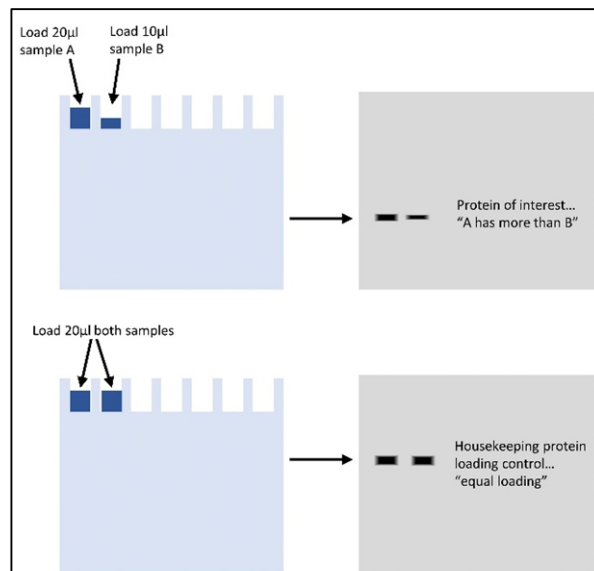 Load 20µl
sample A
Load 10µl
sample B
Protein of interest...
“A has more than B”
Load 20µl both samples
Housekeeping protein
loading control...
“equal loading”